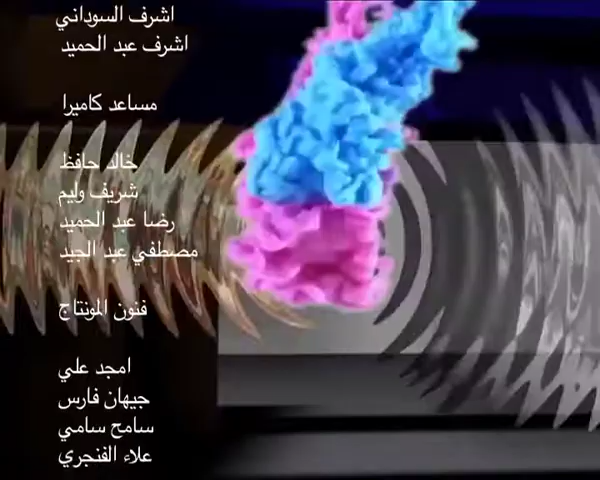 اشرف السوداني
اشرف عبد الحميد
مساعد كاميرا
خالد حافظ
شريف وليم
رضا عبد الحميد
مصطفي عبد الجيد
فنون المونتاج
امجد علي
جيهان فارس
سامح سامي
علاء الفنجري